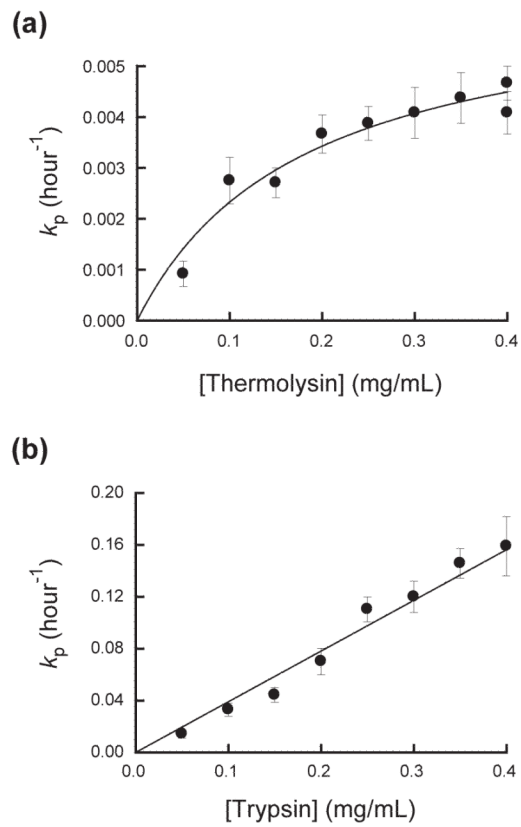 (a)
0.005
0.004
0.003
0.002
0.001
0.000
kp (hour-1)
0.0 0.1 0.2 0.3 0.4
[Thermolysin] (mg/mL)
(b)
0.20
0.16
0.12
0.08
0.04
0.00
kp (hour-1)
0.0 0.1 0.2 0.3 0.4
[Trypsin] (mg/mL)